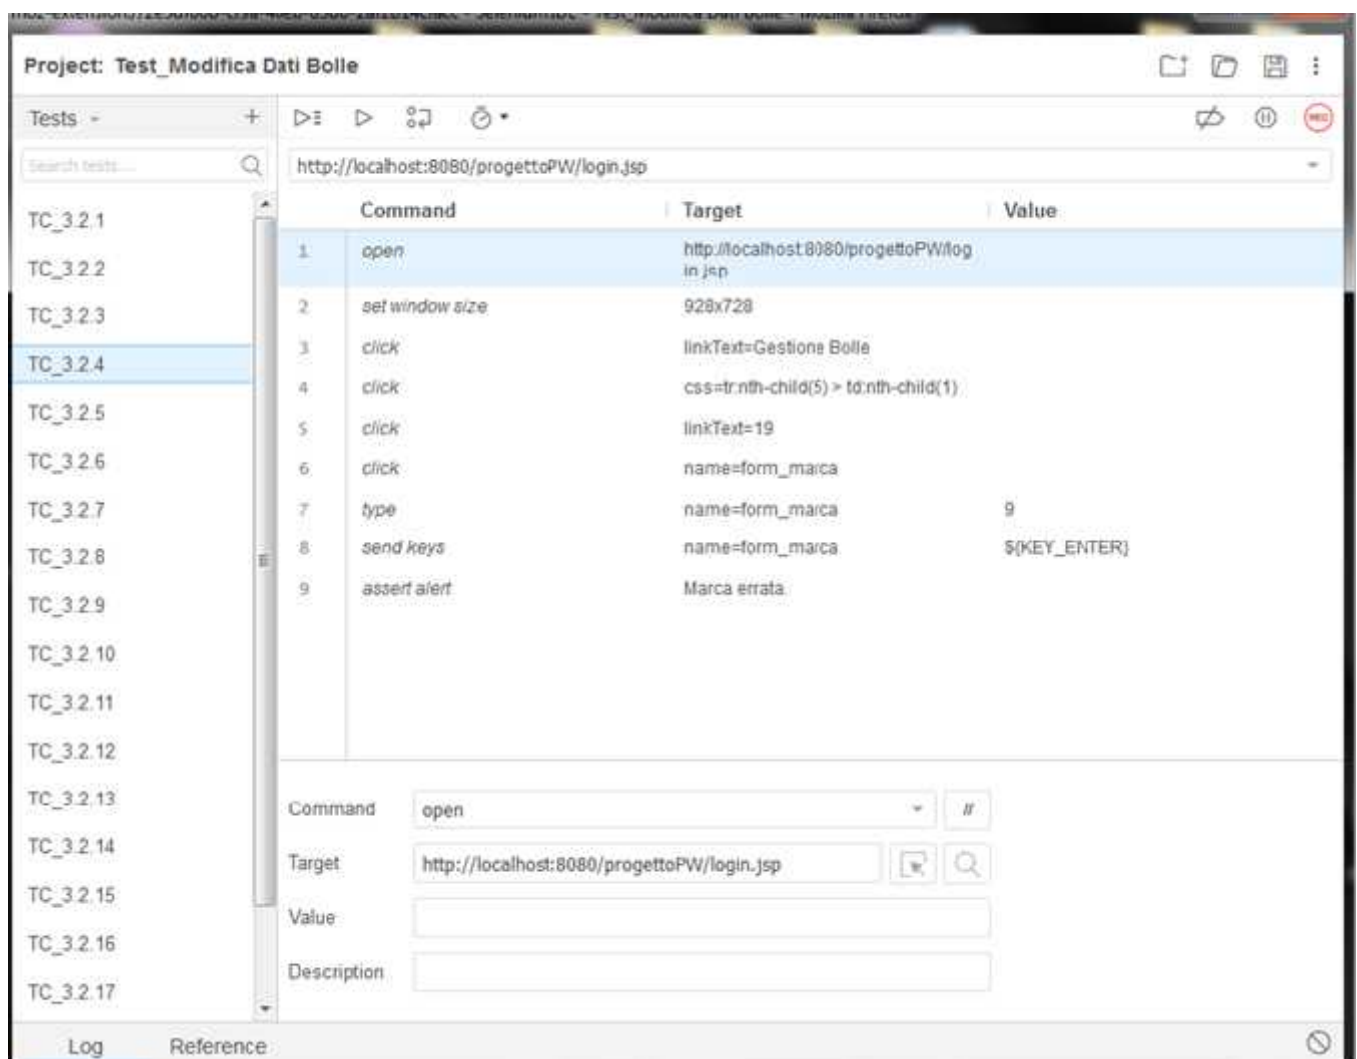 Project: Test_Modifica Dati Bolle
Tests
Search tests...
http://localhost:8080/progettoPW/login.jsp
Command Target Value
1 open http://localhost:8080/progettoPW/log
in.jsp
2 set window size 928x728
3 click linkText=Gestione Bolle
4 click css=tr:nth-child(5) > td:nth-child(1)
5 click linkText=19
6 click name=form_marca
7 type name=form_marca 9
8 send keys name=form_marca ${KEY_ENTER}
9 assert alert Marca errata.
TC_3.2.1
TC_3.2.2
TC_3.2.3
TC_3.2.4
TC_3.2.5
TC_3.2.6
TC_3.2.7
TC_3.2.8
TC_3.2.9
TC_3.2.10
TC_3.2.11
TC_3.2.12
TC_3.2.13
TC_3.2.14
TC_3.2.15
TC_3.2.16
TC_3.2.17
Command open //
Target http://localhost:8080/progettoPW/login.jsp
Value
Description
Log Reference
REC